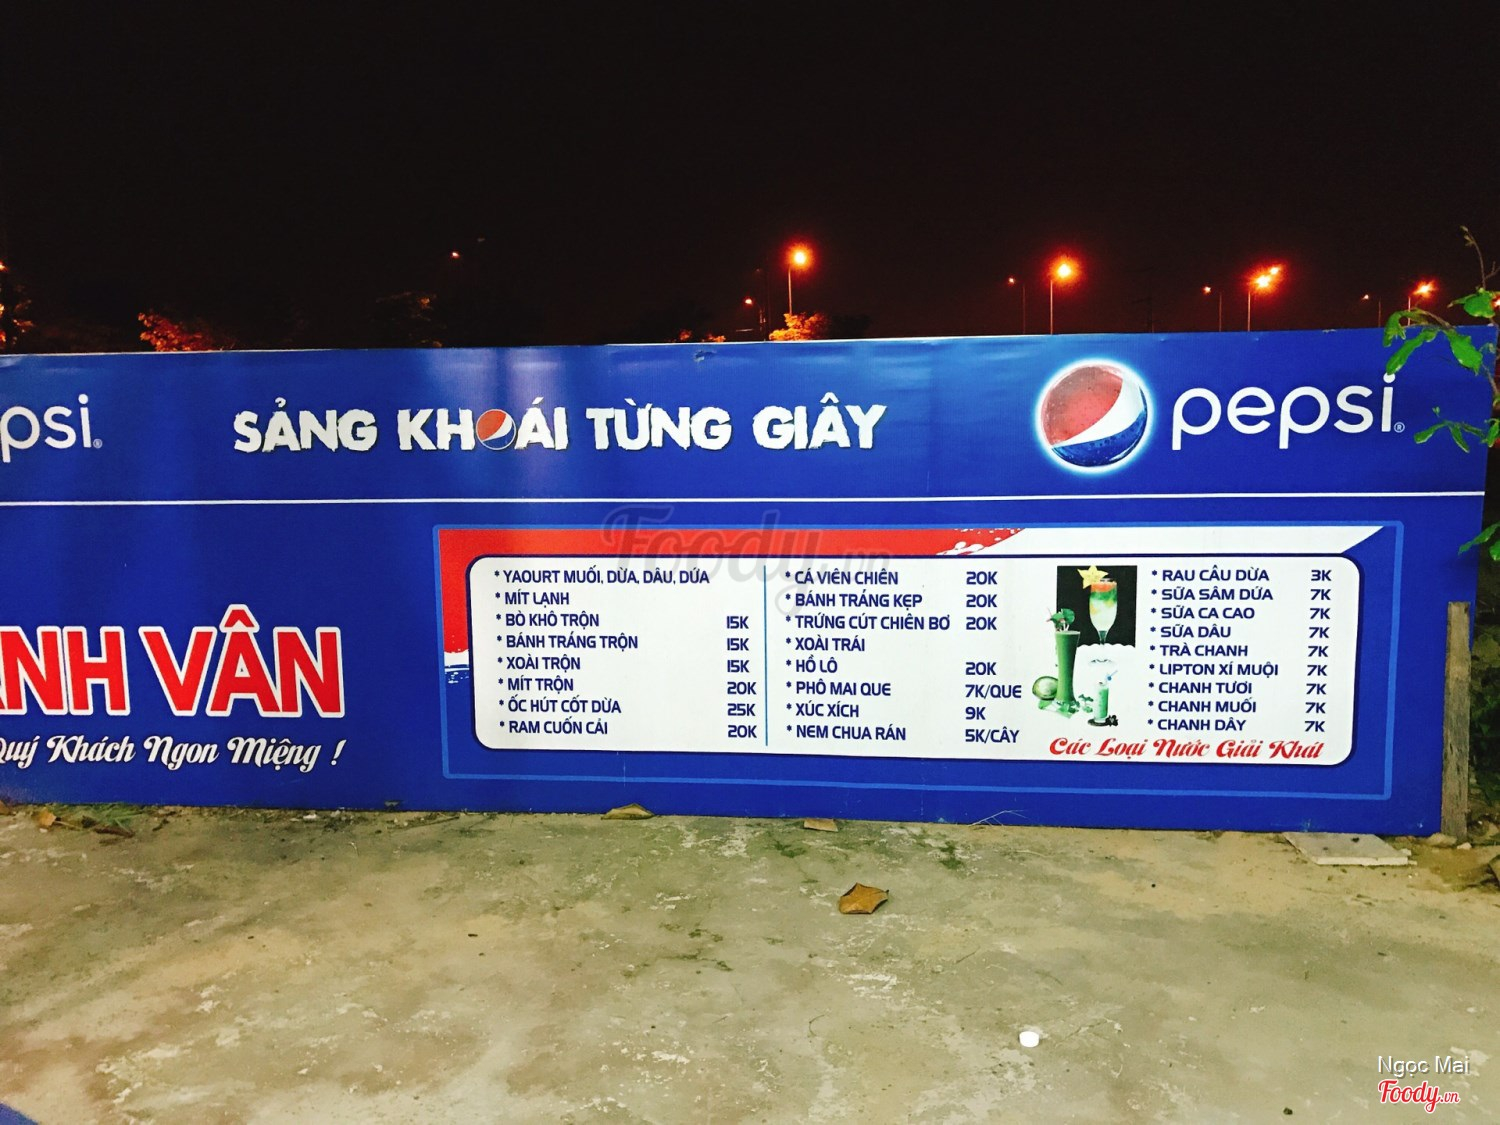 SẢNG KHOÁI TỪNG GIÂY
pepsi
VÂN
Quý Khách Ngon Miệng !
* YAOURT MUỐI, DỪA, DÂU, DỨA
* MÍT LẠNH
* BÒ KHÔ TRỘN 15K
* BÁNH TRÁNG TRỘN 15K
* XOÀI TRỘN 15K
* MÍT TRỘN 20K
* ỐC HÚT CỐT DỪA 25K
* RAM CUỐN CẢI 20K
* CÁ VIÊN CHIÊN 20K
* BÁNH TRÁNG KẸP 20K
* TRỨNG CÚT CHIÊN BƠ 20K
* XOÀI TRÁI
* HỒ LÔ 20K
* PHÔ MAI QUE 7K/QUE
* XÚC XÍCH 9K
* NEM CHUA RÁN 5K/CÂY
* RAU CÂU DỪA 3K
* SỮA SÂM DỨA 7K
* SỮA CA CAO 7K
* SỮA DÂU 7K
* TRÀ CHANH 7K
* LIPTON XÍ MUỘI 7K
* CHANH TƯƠI 7K
* CHANH MUỐI 7K
* CHANH DÂY 7K
Các Loại Nước Giải Khát
Foody.vn
Ngọc Mai
Foody.vn